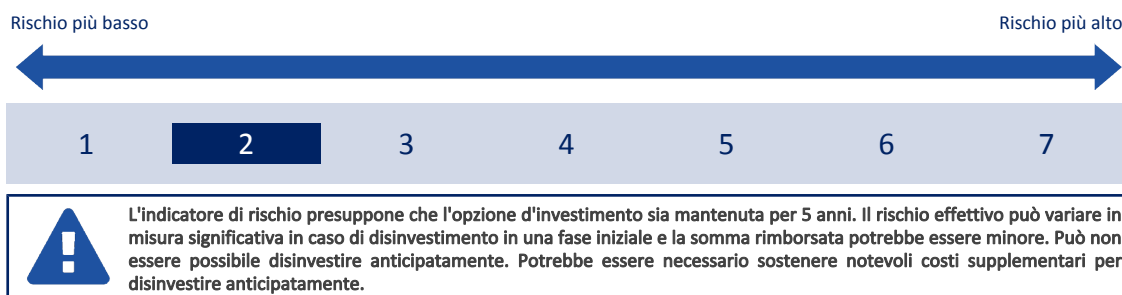 Rischio più basso Rischio più alto
1 2 3 4 5 6 7
L'indicatore di rischio presuppone che l'opzione d'investimento sia mantenuta per 5 anni. Il rischio effettivo può variare in
misura significativa in caso di disinvestimento in una fase iniziale e la somma rimborsata potrebbe essere minore. Può non
essere possibile disinvestire anticipatamente. Potrebbe essere necessario sostenere notevoli costi supplementari per
disinvestire anticipatamente.